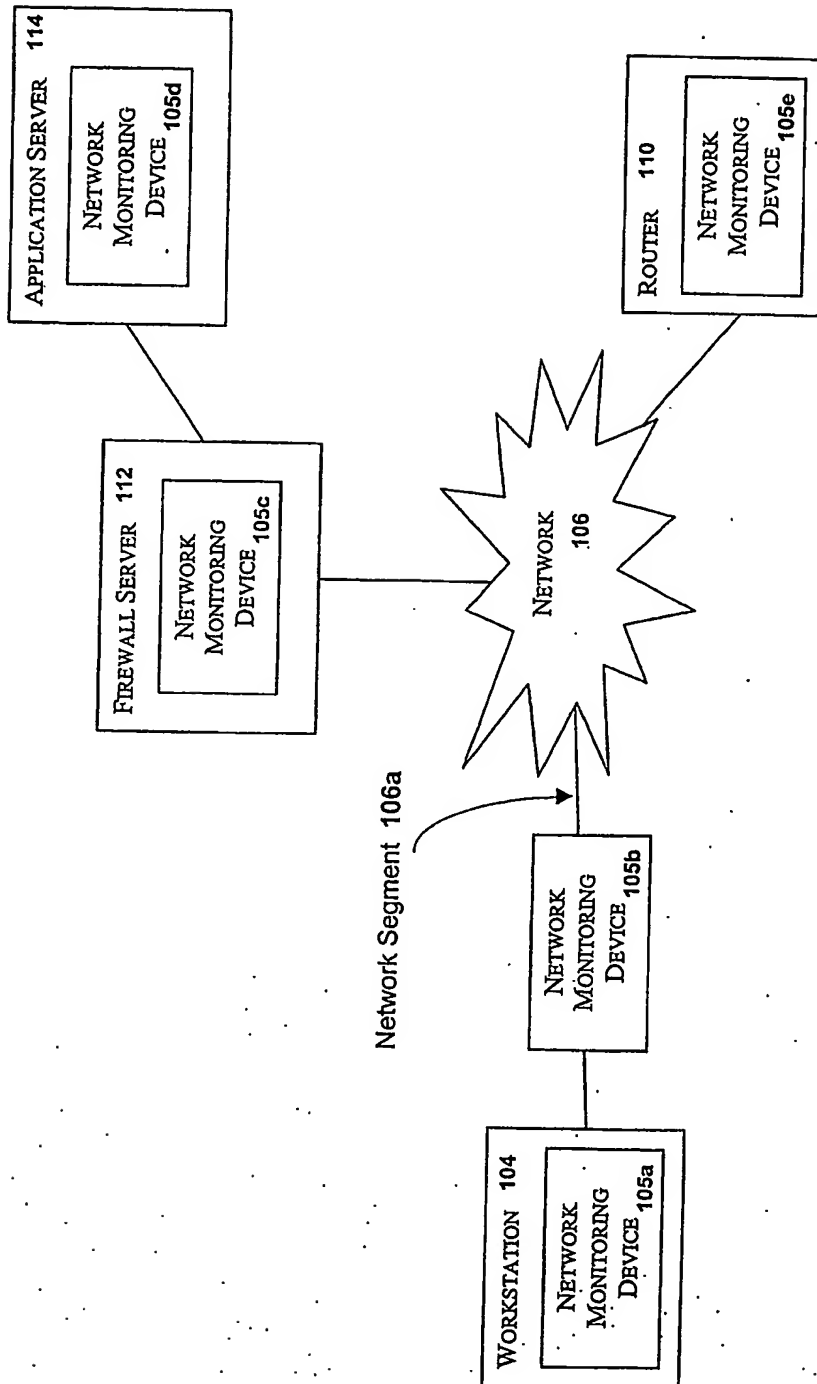 APPLICATION SERVER 114
NETWORK
MONITORING
DEVICE 105d
FIREWALL SERVER 112
NETWORK
MONITORING
DEVICE 105c
ROUTER 110
NETWORK
MONITORING
DEVICE 105e
NETWORK
106
Network Segment 106a
NETWORK
MONITORING
DEVICE 105b
WORKSTATION 104
NETWORK
MONITORING
DEVICE 105a